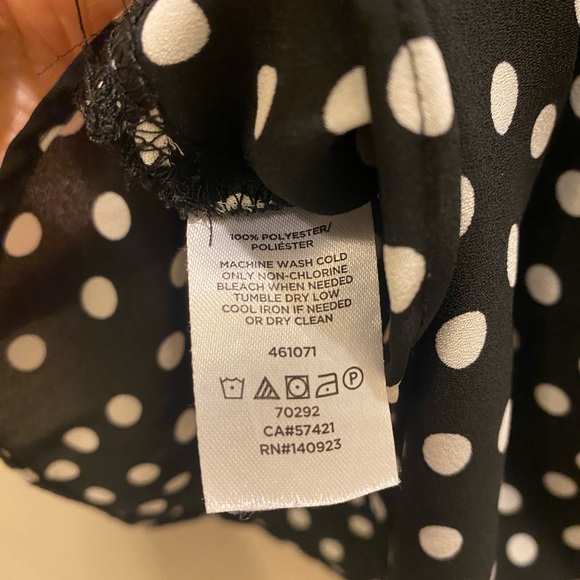 100% POLYESTER/
POLIÉSTER
MACHINE WASH COLD
ONLY NON-CHLORINE
BLEACH WHEN NEEDED
TUMBLE DRY LOW
COOL IRON IF NEEDED
OR DRY CLEAN
461071
P
70292
CA#57421
RN#140923